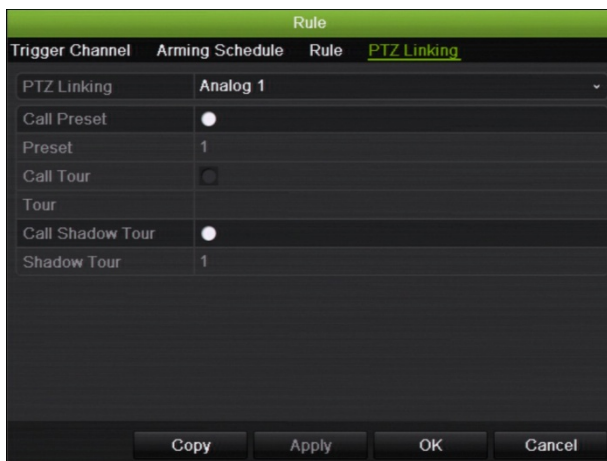 Rule
Trigger Channel Arming Schedule Rule PTZ Linking
PTZ Linking Analog 1
Call Preset
Preset 1
Call Tour
Tour
Call Shadow Tour
Shadow Tour 1
Copy Apply OK Cancel